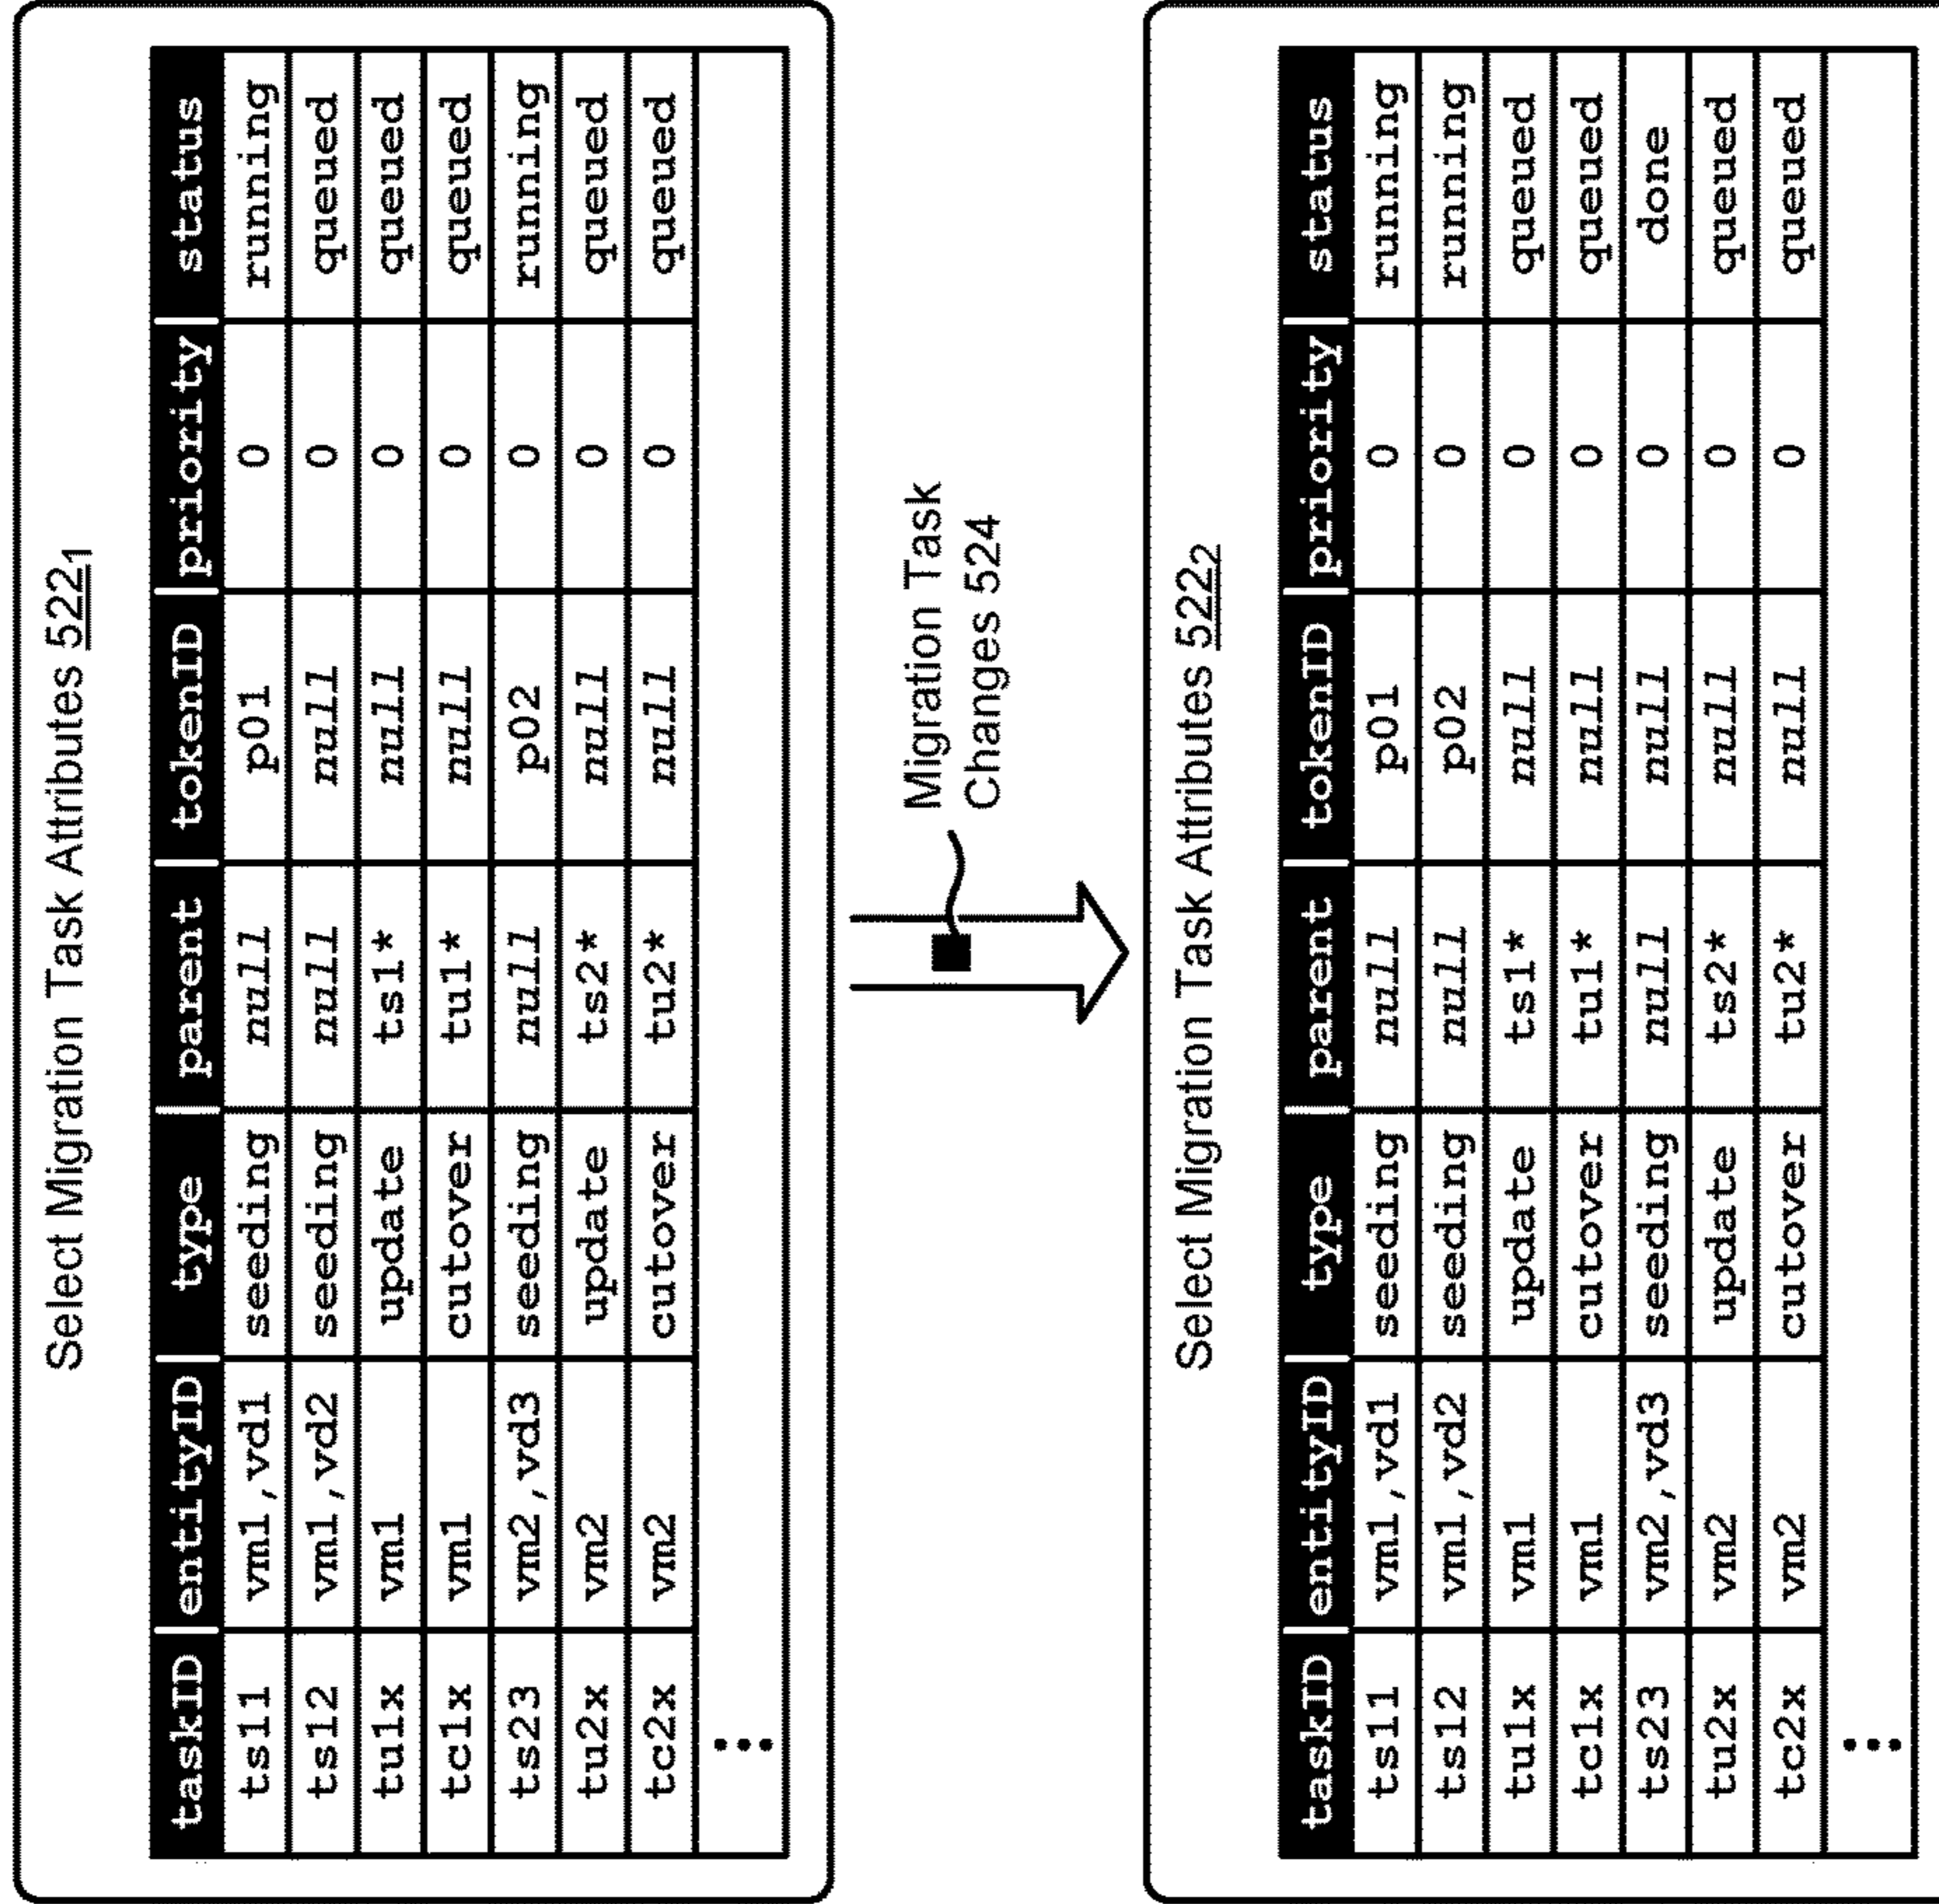 Select Migration Task Attributes 522₁
taskID entityID type parent tokenID priority status
ts11 vm1,vd1 seeding null p01 0 running
ts12 vm1,vd2 seeding null null 0 queued
tu1x vm1 update ts1* null 0 queued
tc1x vm1 cutover tu1* null 0 queued
ts23 vm2,vd3 seeding null p02 0 running
tu2x vm2 update ts2* null 0 queued
tc2x vm2 cutover tu2* null 0 queued
⋮
Migration Task
Changes 524
Select Migration Task Attributes 522₂
taskID entityID type parent tokenID priority status
ts11 vm1,vd1 seeding null p01 0 running
ts12 vm1,vd2 seeding null p02 0 running
tu1x vm1 update ts1* null 0 queued
tc1x vm1 cutover tu1* null 0 queued
ts23 vm2,vd3 seeding null null 0 done
tu2x vm2 update ts2* null 0 queued
tc2x vm2 cutover tu2* null 0 queued
⋮